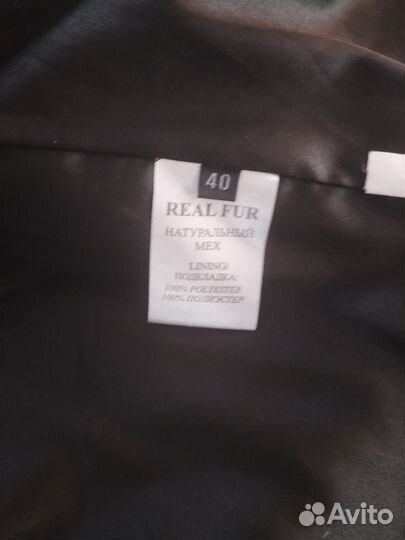 40
REAL FUR
НАТУРАЛЬНЫЙ
МЕХ
LINING/
ПОДКЛАДКА:
100% POLYESTER
100% ПОЛИЭСТЕР
Avito